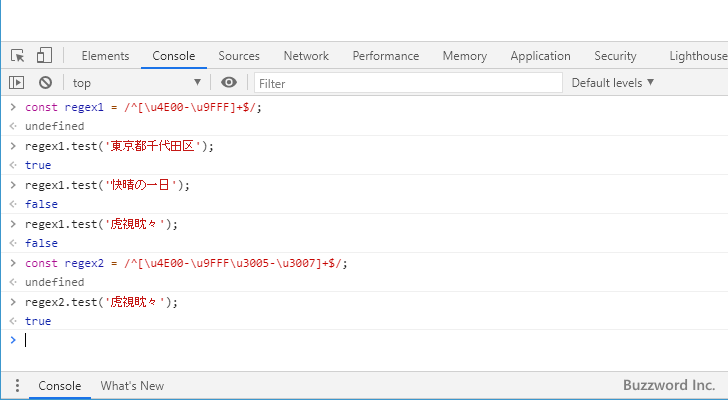 Elements Console Sources Network Performance Memory Application Security Lighthouse
top Filter Default levels
const regex1 = /^[\u4E00-\u9FFF]+$/;
undefined
regex1.test('東京都千代田区');
true
regex1.test('快晴の一日');
false
regex1.test('虎視眈々');
false
const regex2 = /^[\u4E00-\u9FFF\u3005-\u3007]+$/;
undefined
regex2.test('虎視眈々');
true
Console What's New
Buzzword Inc.